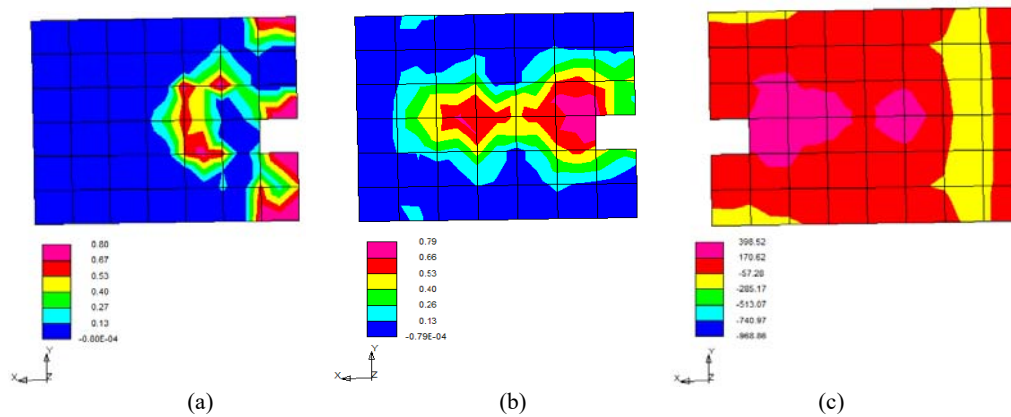 0.80
0.67
0.53
0.40
0.27
0.13
-0.80E-04
Y
X
Z
(a)
0.79
0.66
0.53
0.40
0.26
0.13
-0.79E-04
Y
X
Z
(b)
398.52
170.62
-57.28
-285.17
-513.07
-740.97
-968.86
Y
X
Z
(c)